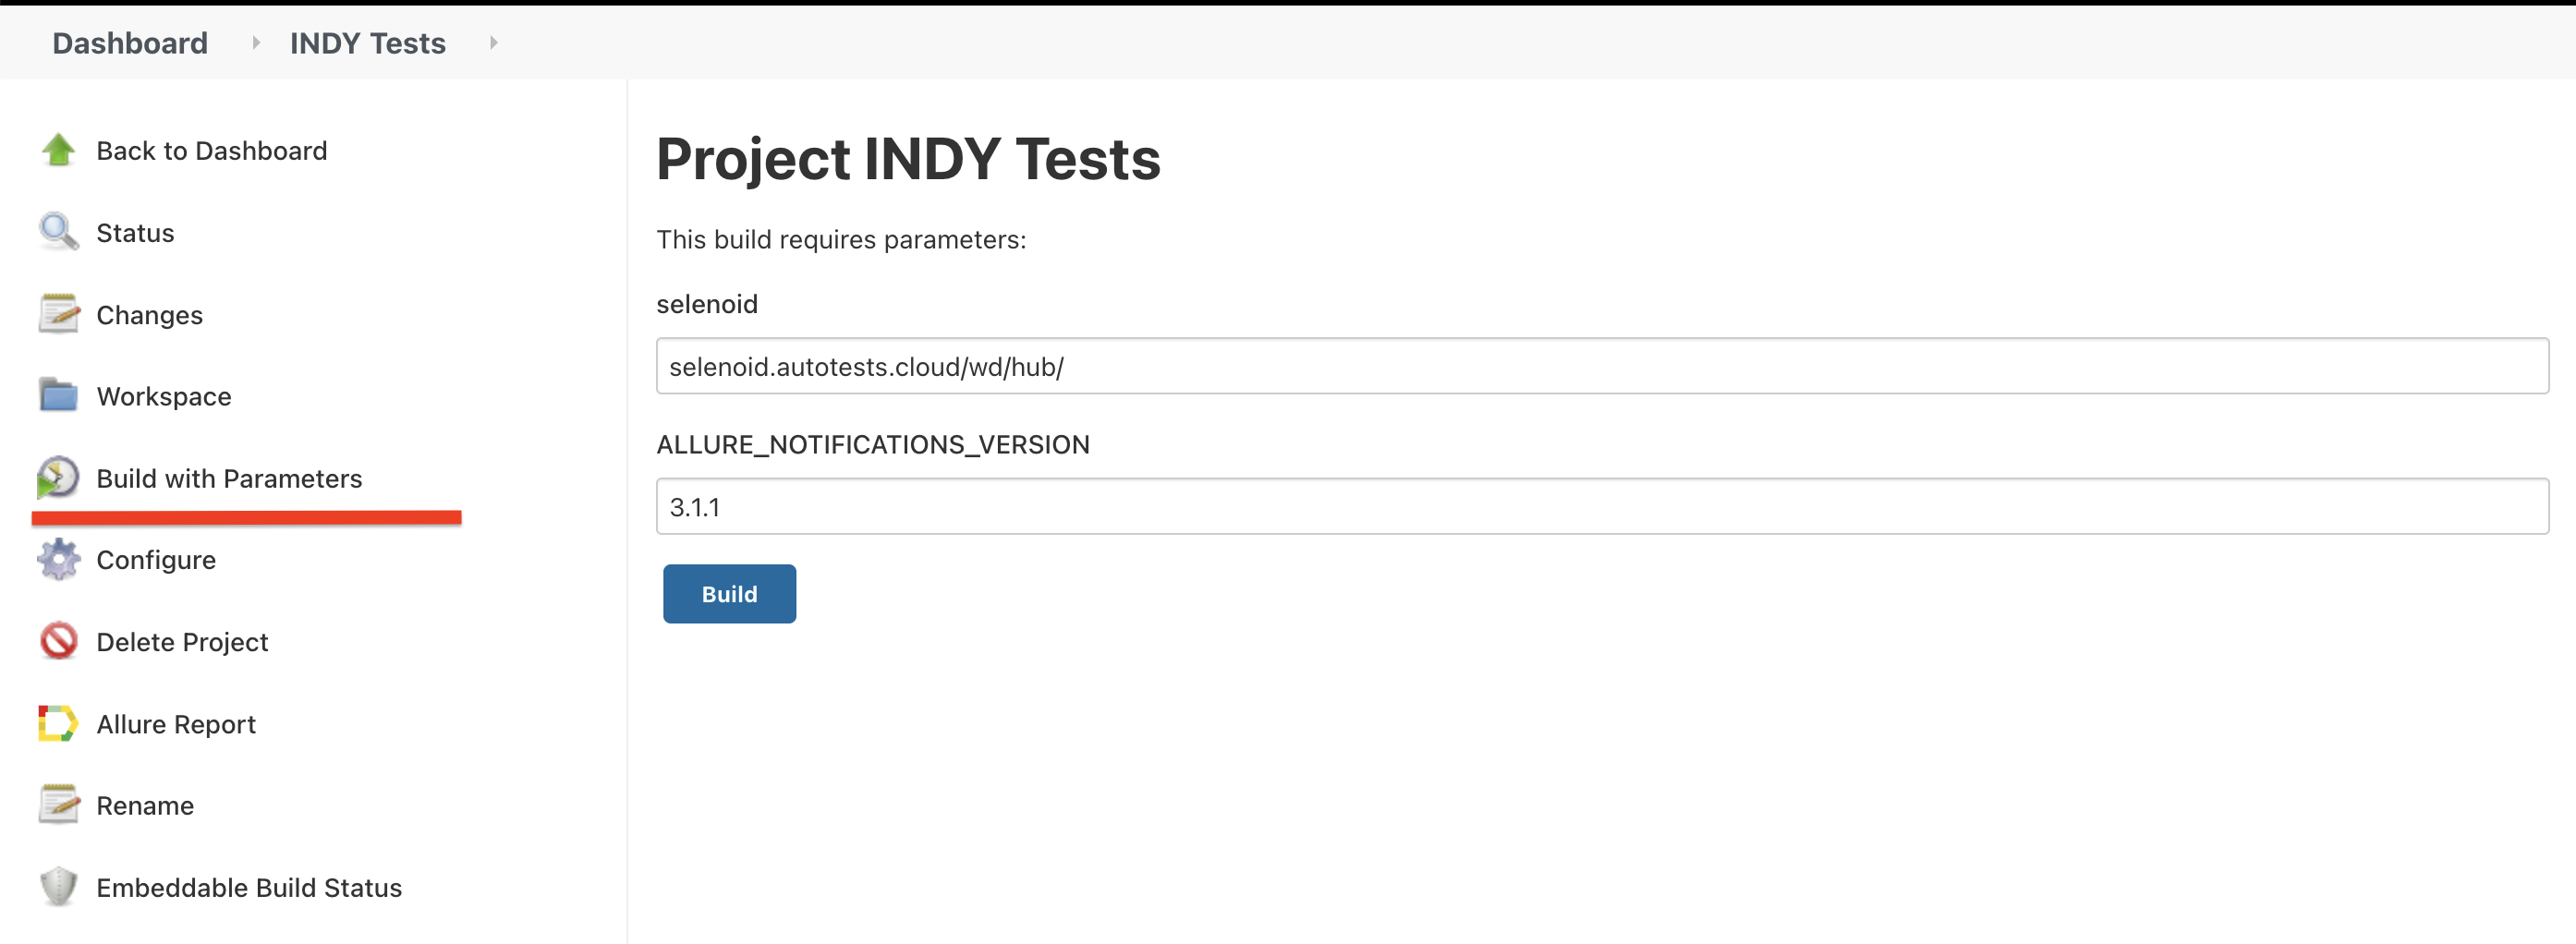 Dashboard INDY Tests
Back to Dashboard
Status
Changes
Workspace
Build with Parameters
Configure
Delete Project
Allure Report
Rename
Embeddable Build Status
Project INDY Tests
This build requires parameters:
selenoid
selenoid.autotests.cloud/wd/hub/
ALLURE_NOTIFICATIONS_VERSION
3.1.1
Build